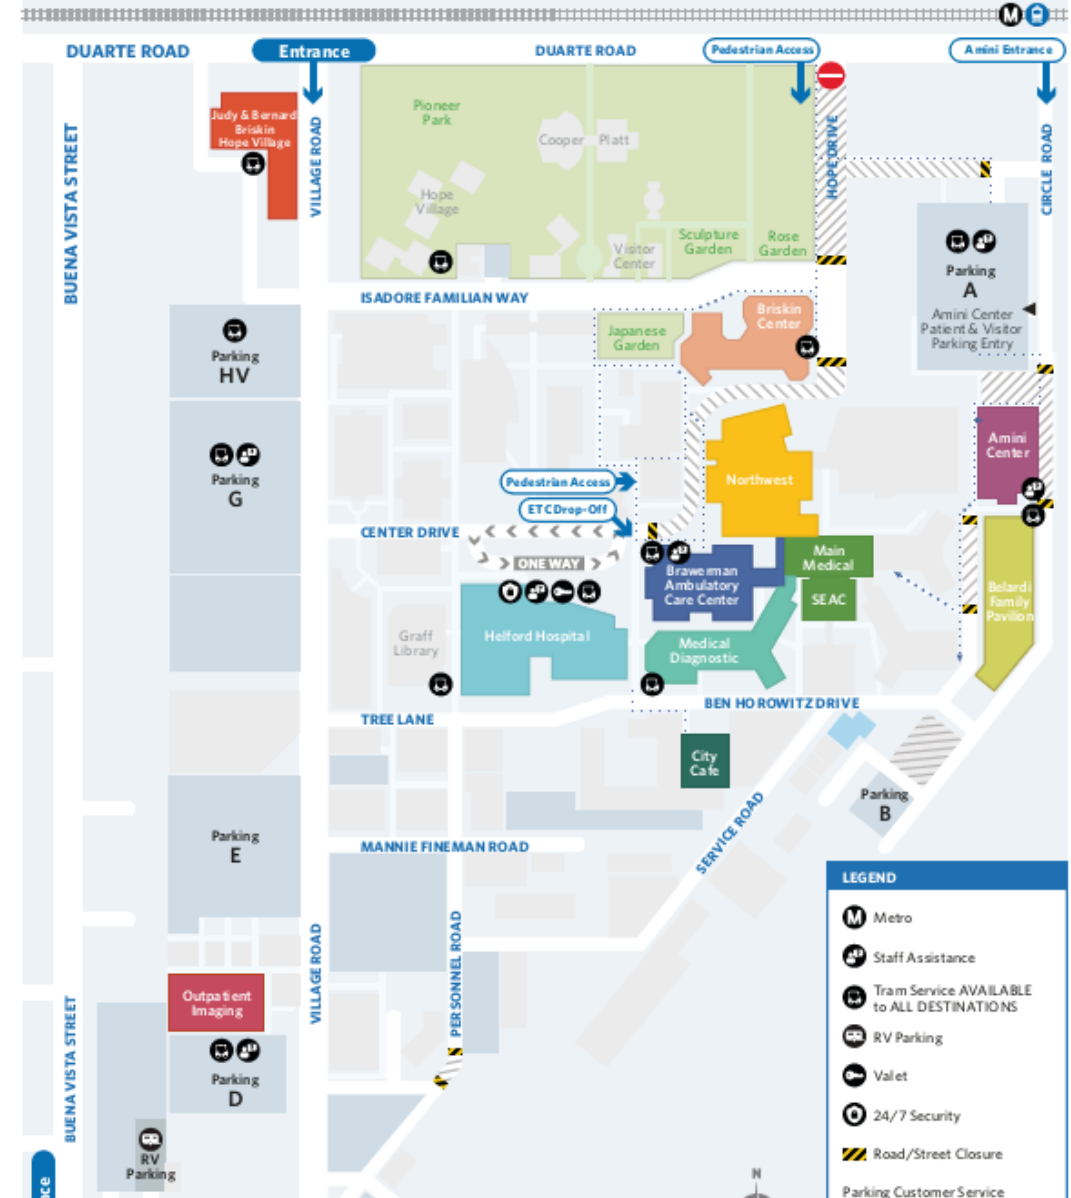 M
DUARTE ROAD
Entrance
DUARTE ROAD
Pedestrian Access
Amini Entrance
BUENA VISTA STREET
Judy & Bernard
Briskin
Hope Village
VILLAGE ROAD
Pioneer
Park
Cooper
Platt
Hope
Village
Visitor
Center
Sculpture
Garden
Rose
Garden
HOPE DRIVE
CIRCLE ROAD
Parking
A
Amini Center
Patient & Visitor
Parking Entry
ISADORE FAMILIAN WAY
Japanese
Garden
Briskin
Center
Parking
HV
Parking
G
Northwest
Amini
Center
Pedestrian Access
ETC Drop-Off
CENTER DRIVE
ONE WAY
Brawerman
Ambulatory
Care Center
Main
Medical
SEAC
Belardi
Family
Pavilion
Graff
Library
Helford Hospital
Medical
Diagnostic
BEN HOROWITZ DRIVE
TREE LANE
City
Cafe
Parking
B
SERVICE ROAD
Parking
E
MANNIE FINEMAN ROAD
PERSONNEL ROAD
VILLAGE ROAD
BUENA VISTA STREET
Outpatient
Imaging
Parking
D
RV
Parking
nce
N
LEGEND
M
Metro
Staff Assistance
Tram Service AVAILABLE
to ALL DESTINATIONS
RV Parking
Valet
24/7 Security
Road/Street Closure
Parking Customer Service